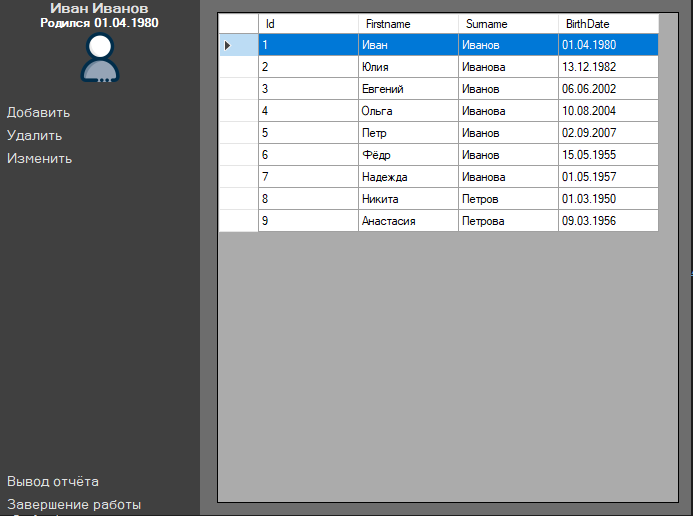 Иван Иванов
Родился 01.04.1980
Добавить
Удалить
Изменить
Вывод отчёта
Завершение работы
Id Firstname Surname BirthDate
1 Иван Иванов 01.04.1980
2 Юлия Иванова 13.12.1982
3 Евгений Иванов 06.06.2002
4 Ольга Иванова 10.08.2004
5 Петр Иванов 02.09.2007
6 Фёдр Иванов 15.05.1955
7 Надежда Иванова 01.05.1957
8 Никита Петров 01.03.1950
9 Анастасия Петрова 09.03.1956